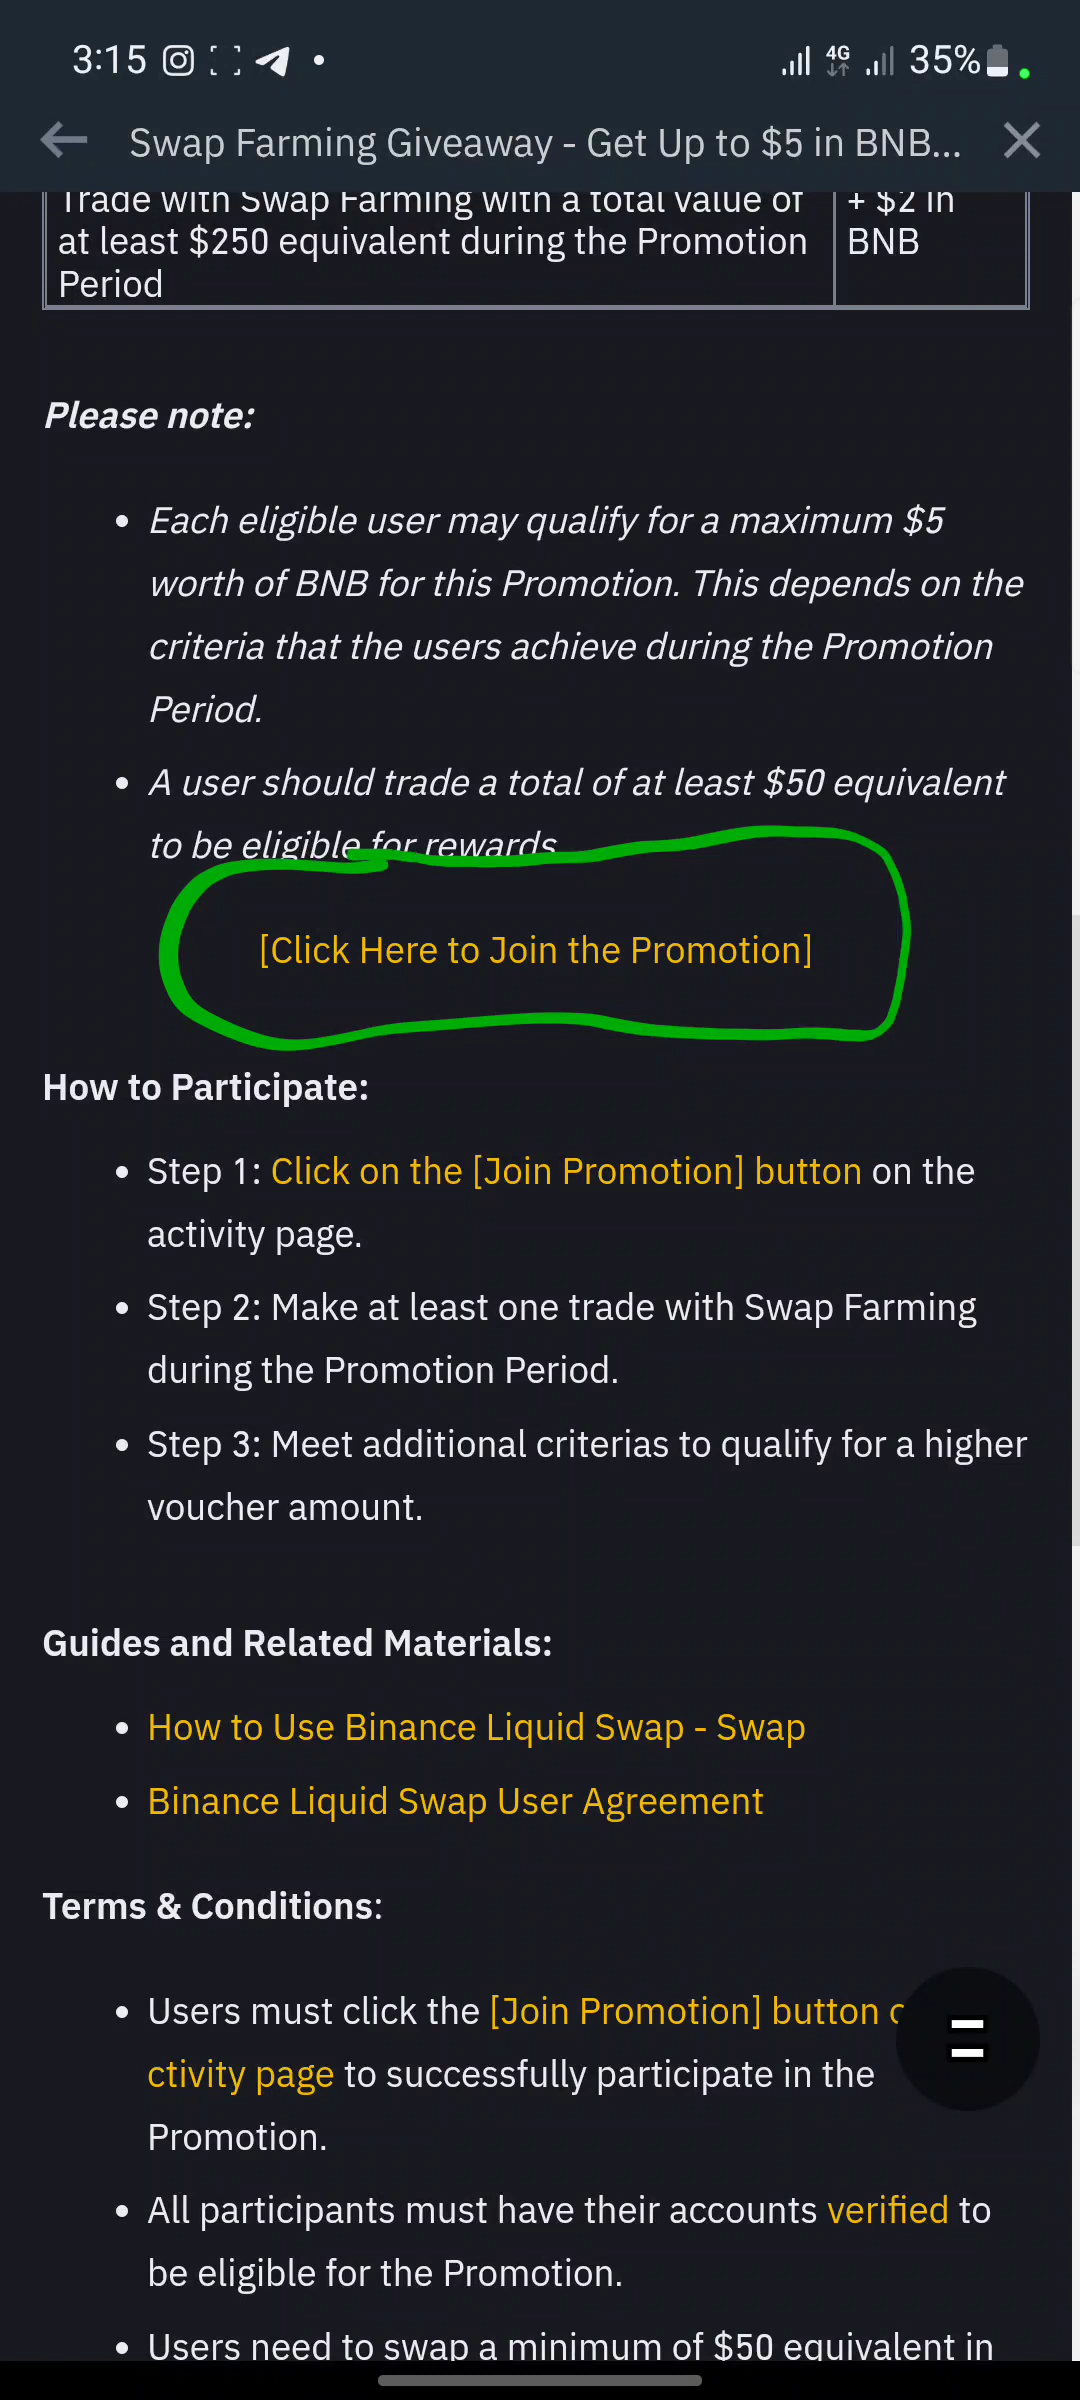 3:15
4G
35%
Swap Farming Giveaway - Get Up to $5 in BNB...
Trade with Swap Farming with a total value of
at least $250 equivalent during the Promotion
Period
+ $2 in
BNB
Please note:
• Each eligible user may qualify for a maximum $5
worth of BNB for this Promotion. This depends on the
criteria that the users achieve during the Promotion
Period.
• A user should trade a total of at least $50 equivalent
to be eligible for rewards
[Click Here to Join the Promotion]
How to Participate:
• Step 1: Click on the [Join Promotion] button on the
activity page.
• Step 2: Make at least one trade with Swap Farming
during the Promotion Period.
• Step 3: Meet additional criterias to qualify for a higher
voucher amount.
Guides and Related Materials:
• How to Use Binance Liquid Swap - Swap
• Binance Liquid Swap User Agreement
Terms & Conditions:
• Users must click the [Join Promotion] button
ctivity page to successfully participate in the
Promotion.
• All participants must have their accounts verified to
be eligible for the Promotion.
• Users need to swap a minimum of $50 equivalent in